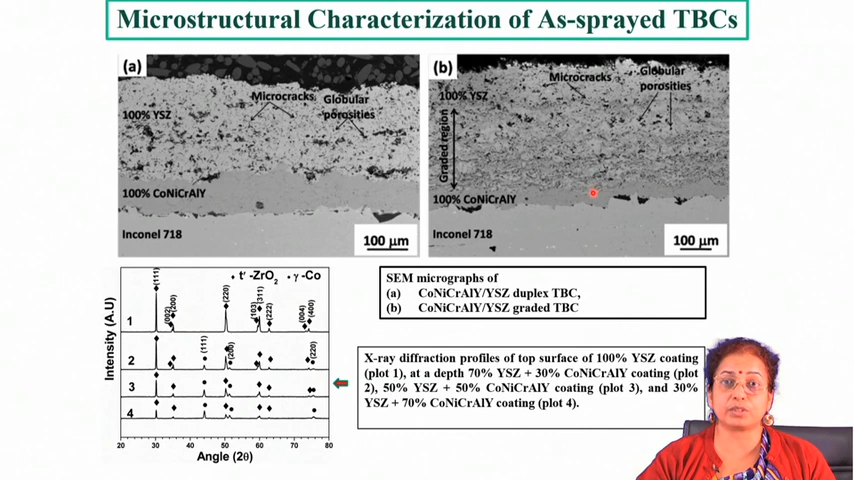 Microstructural Characterization of As-sprayed TBCs
(a)
Microcracks
Globular
porosities
100% YSZ
100% CoNiCrAlY
Inconel 718
100 µm
(b)
Microcracks
Globular
porosities
100% YSZ
Graded region
100% CoNiCrAlY
Inconel 718
100 µm
Intensity (A.U)
♦ t′ -ZrO2 • γ -Co
(111)
(002)
(200)
(220)
(103)
(311)
(222)
(004)
(400)
1
(111)
(200)
(220)
2
3
4
20 30 40 50 60 70 80
Angle (2θ)
SEM micrographs of
(a) CoNiCrAlY/YSZ duplex TBC,
(b) CoNiCrAlY/YSZ graded TBC
X-ray diffraction profiles of top surface of 100% YSZ coating
(plot 1), at a depth 70% YSZ + 30% CoNiCrAlY coating (plot
2), 50% YSZ + 50% CoNiCrAlY coating (plot 3), and 30%
YSZ + 70% CoNiCrAlY coating (plot 4).